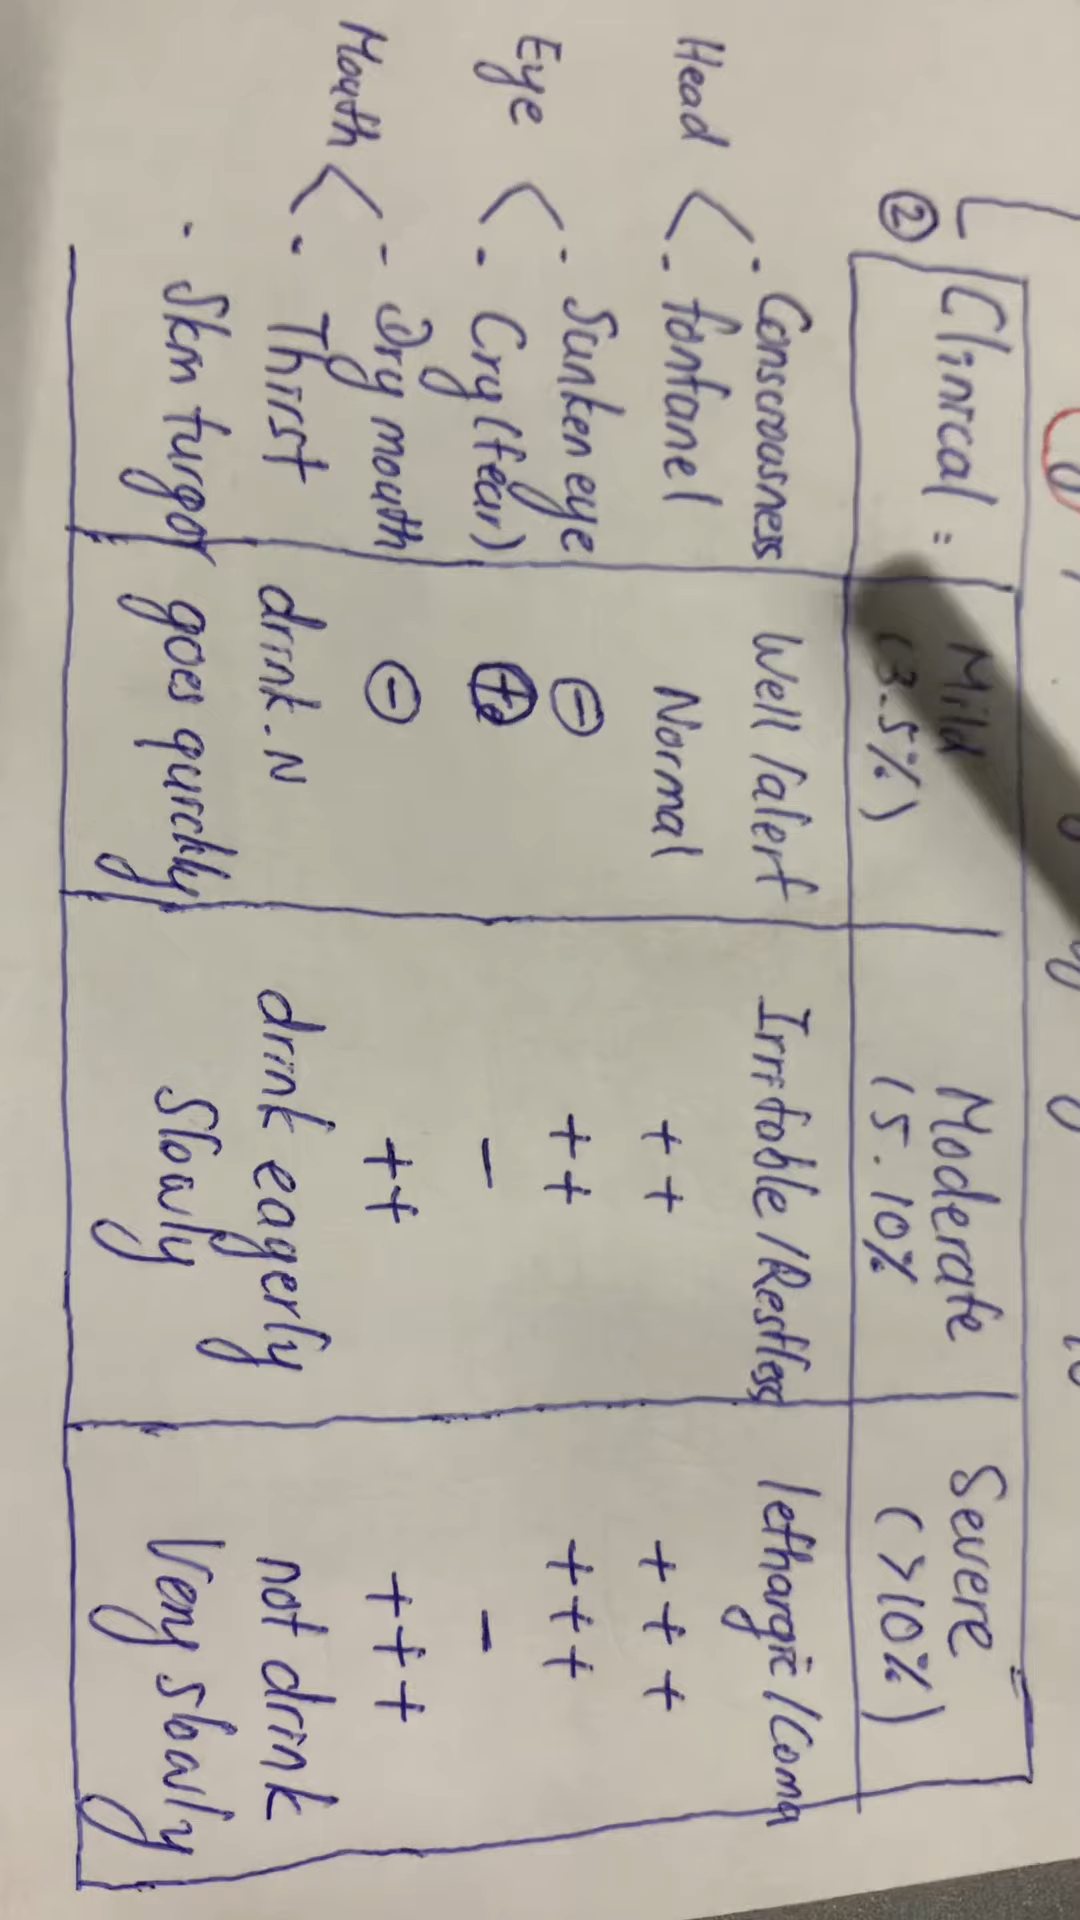 ② Clinical : Mild Moderate Severe
(3-5%) (5.10% (>10%)
Head < . Consciousness Well/alert Irritable/Restless lethargic/Coma
. fontanel Normal ++ +++
Eye < . Sunken eye ⊖ ++ +++
. Cry (tear) ⊕ - -
Mouth < - Dry mouth ⊖ ++ +++
. Thirst drink.N drink eagerly not drink
. Skin turgor goes quickly Slowly Very slowly